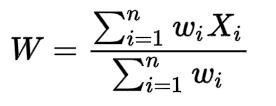 W = \frac{\sum_{i=1}^{n} w_i X_i}{\sum_{i=1}^{n} w_i}